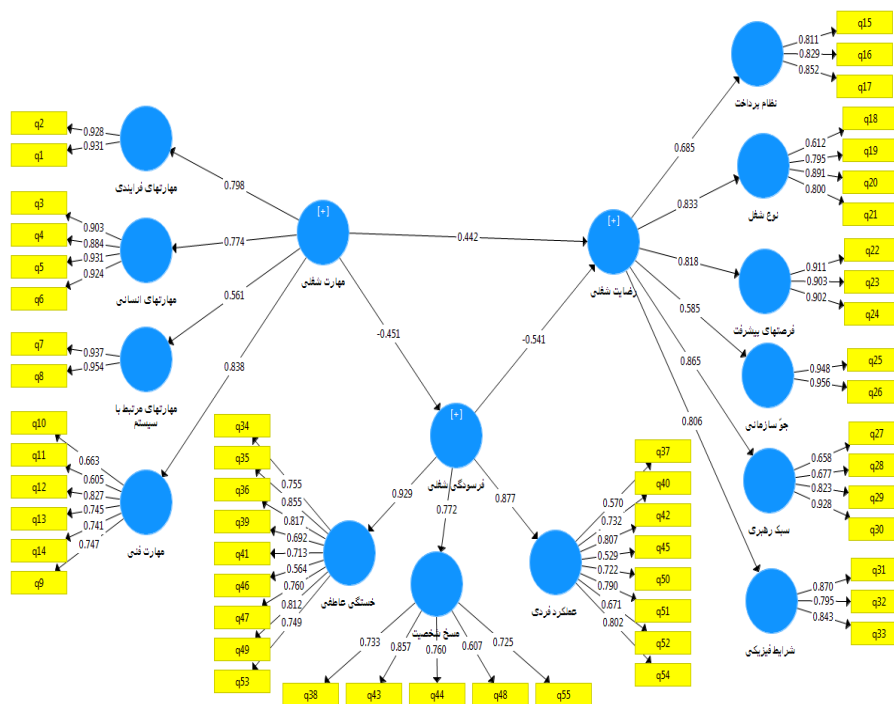 q2
q1
0.928
0.931
مهارتهای فرایندی
q3
q4
q5
q6
0.903
0.884
0.931
0.924
مهارتهای انسانی
q7
q8
0.937
0.954
مهارتهای مرتبط با
سیستم
q10
q11
q12
q13
q14
q9
0.663
0.605
0.827
0.745
0.741
0.747
مهارت فنی
0.798
0.774
0.561
0.838
[+]
مهارت شغلی
0.442
-0.451
-0.541
[+]
رضایت شغلی
[+]
فرسودگی شغلی
0.929
0.772
0.877
q34
q35
q36
q39
q41
q46
q47
q49
q53
0.755
0.855
0.817
0.692
0.713
0.564
0.760
0.812
0.749
خستگی عاطفی
مسخ شخصیت
0.733
0.857
0.760
0.607
0.725
q38
q43
q44
q48
q55
عملکرد فردی
0.570
0.732
0.807
0.529
0.722
0.790
0.671
0.802
q37
q40
q42
q45
q50
q51
q52
q54
0.685
0.833
0.818
0.585
0.865
0.806
نظام پرداخت
0.811
0.829
0.852
q15
q16
q17
نوع شغل
0.612
0.795
0.891
0.800
q18
q19
q20
q21
فرصتهای پیشرفت
0.911
0.903
0.902
q22
q23
q24
جوّ سازمانی
0.948
0.956
q25
q26
سبک رهبری
0.658
0.677
0.823
0.928
q27
q28
q29
q30
شرایط فیزیکی
0.870
0.795
0.843
q31
q32
q33